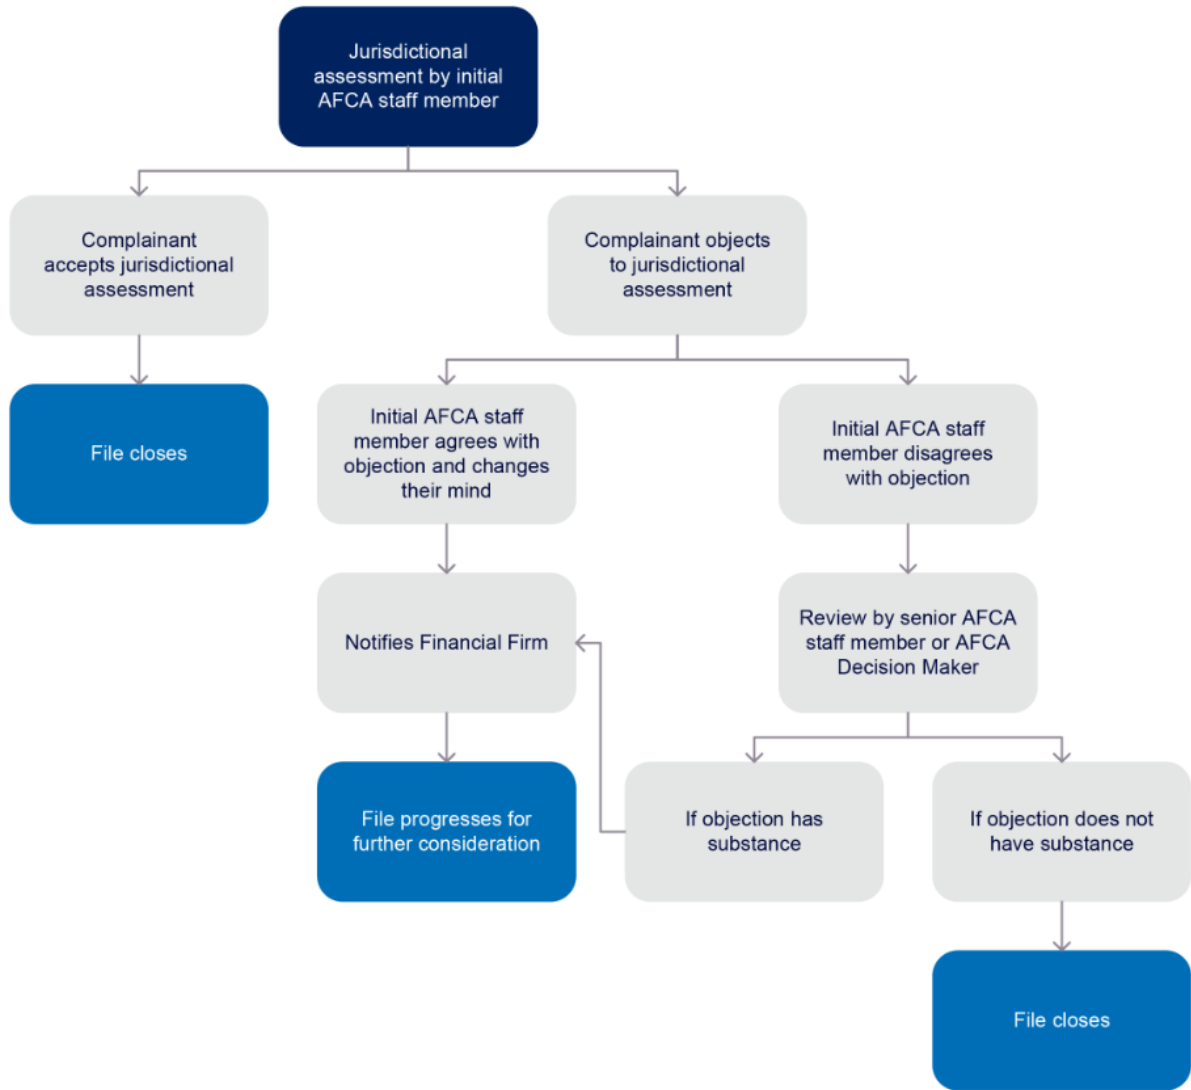 Jurisdictional
assessment by initial
AFCA staff member
Complainant
accepts jurisdictional
assessment
Complainant objects
to jurisdictional
assessment
File closes
Initial AFCA staff
member agrees with
objection and changes
their mind
Initial AFCA staff
member disagrees
with objection
Notifies Financial Firm
Review by senior AFCA
staff member or AFCA
Decision Maker
File progresses for
further consideration
If objection has
substance
If objection does not
have substance
File closes